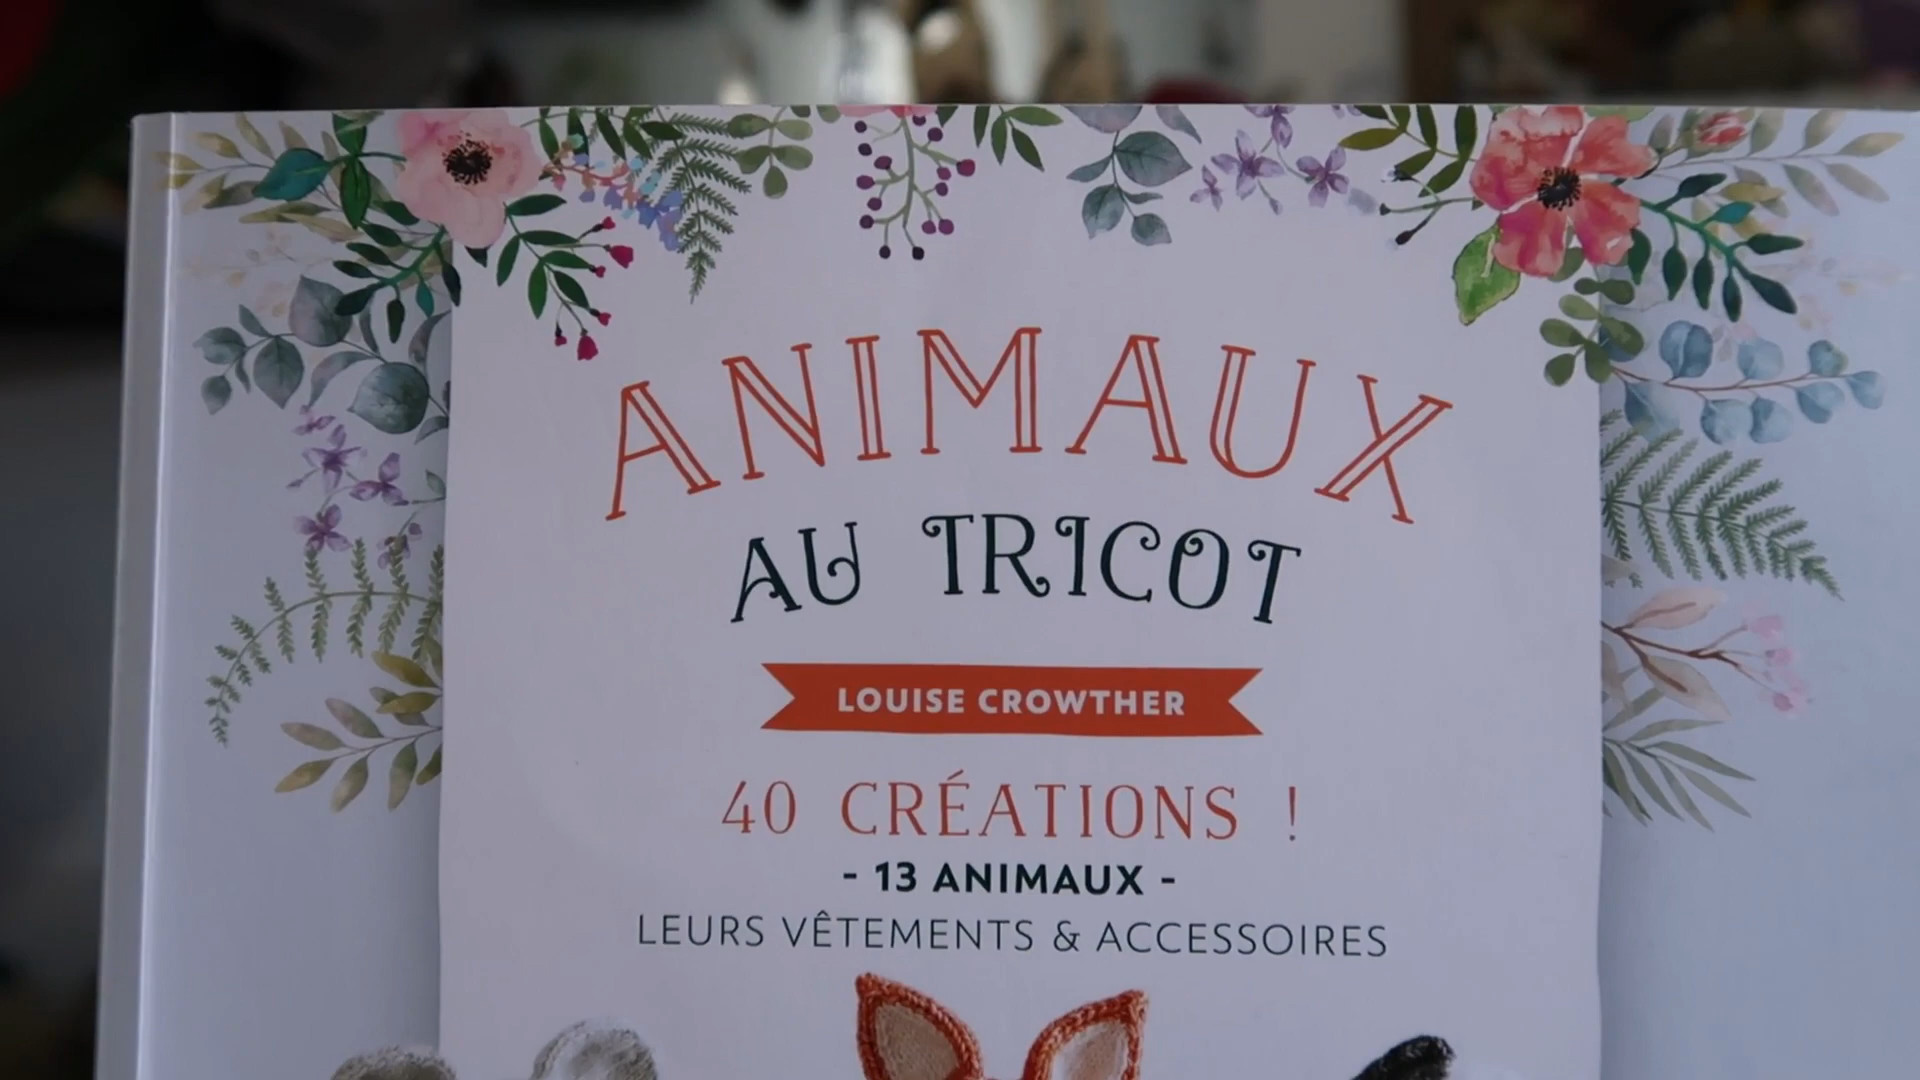 ANIMAUX
AU TRICOT
LOUISE CROWTHER
40 CRÉATIONS !
- 13 ANIMAUX -
LEURS VÊTEMENTS & ACCESSOIRES